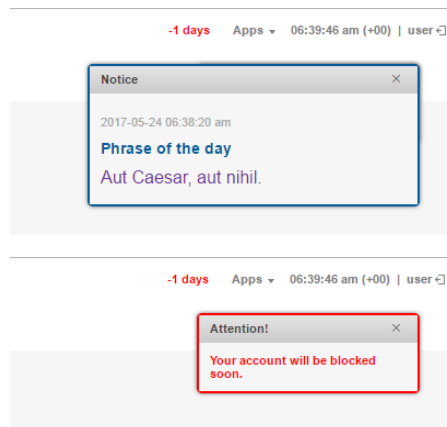 -1 days Apps 06:39:46 am (+00) | user
Notice ×
2017-05-24 06:38:20 am
Phrase of the day
Aut Caesar, aut nihil.
-1 days Apps 06:39:46 am (+00) | user
Attention! ×
Your account will be blocked
soon.